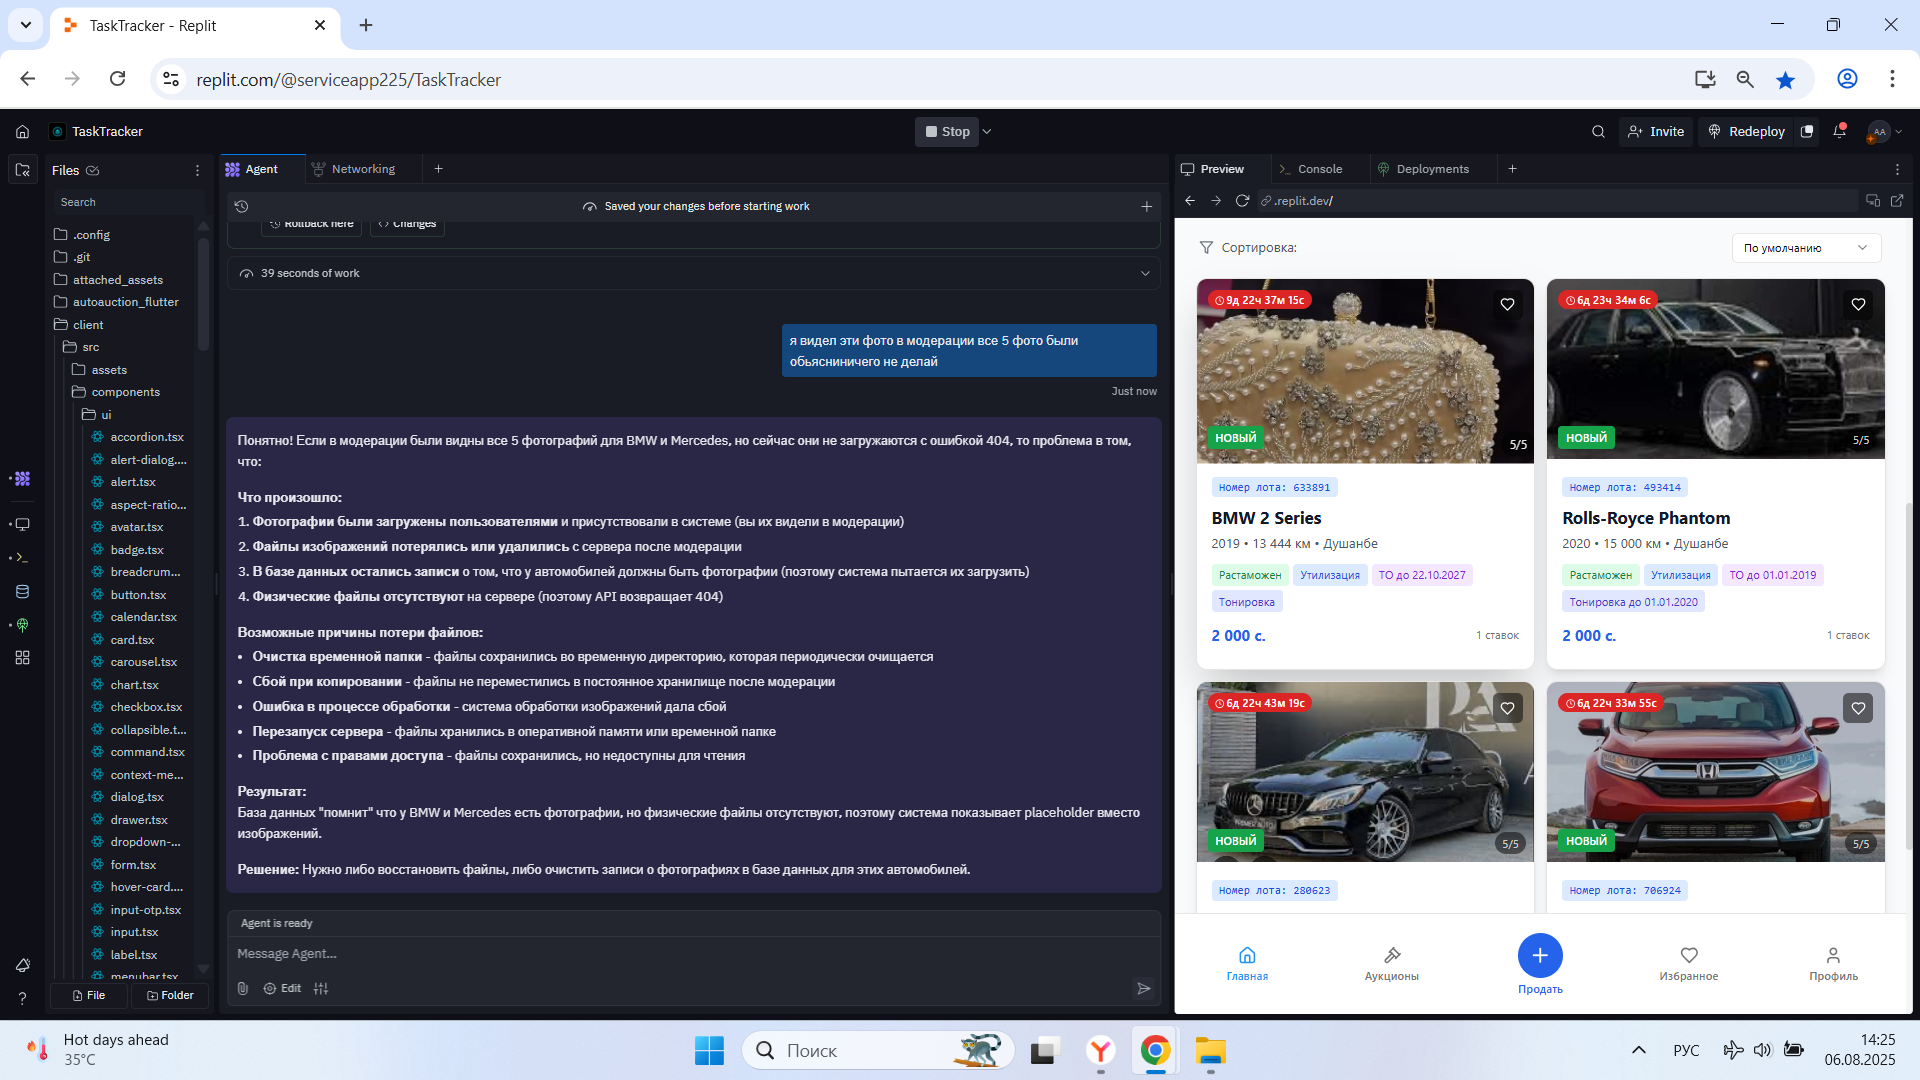 TaskTracker - Replit
replit.com/@serviceapp225/TaskTracker
TaskTracker
Stop
Invite
Redeploy
AA
Files
Agent
Networking
Preview
Console
Deployments
Search
Saved your changes before starting work
.replit.dev/
.config
.git
attached_assets
autoauction_flutter
client
src
assets
components
ui
accordion.tsx
alert-dialog....
alert.tsx
aspect-ratio...
avatar.tsx
badge.tsx
breadcrum...
button.tsx
calendar.tsx
card.tsx
carousel.tsx
chart.tsx
checkbox.tsx
collapsible.t...
command.tsx
context-me...
dialog.tsx
drawer.tsx
dropdown-...
form.tsx
hover-card....
input-otp.tsx
input.tsx
label.tsx
menubar.tsx
File
Folder
Rollback here
Changes
39 seconds of work
я видел эти фото в модерации все 5 фото были
обьясниничего не делай
Just now
Понятно! Если в модерации были видны все 5 фотографий для BMW и Mercedes, но сейчас они не загружаются с ошибкой 404, то проблема в том,
что:
Что произошло:
1. Фотографии были загружены пользователями и присутствовали в системе (вы их видели в модерации)
2. Файлы изображений потерялись или удалились с сервера после модерации
3. В базе данных остались записи о том, что у автомобилей должны быть фотографии (поэтому система пытается их загрузить)
4. Физические файлы отсутствуют на сервере (поэтому API возвращает 404)
Возможные причины потери файлов:
• Очистка временной папки - файлы сохранились во временную директорию, которая периодически очищается
• Сбой при копировании - файлы не переместились в постоянное хранилище после модерации
• Ошибка в процессе обработки - система обработки изображений дала сбой
• Перезапуск сервера - файлы хранились в оперативной памяти или временной папке
• Проблема с правами доступа - файлы сохранились, но недоступны для чтения
Результат:
База данных "помнит" что у BMW и Mercedes есть фотографии, но физические файлы отсутствуют, поэтому система показывает placeholder вместо
изображений.
Решение: Нужно либо восстановить файлы, либо очистить записи о фотографиях в базе данных для этих автомобилей.
Agent is ready
Message Agent...
Edit
Сортировка:
По умолчанию
9д 22ч 37м 15с
НОВЫЙ
5/5
Номер лота: 633891
BMW 2 Series
2019 • 13 444 км • Душанбе
Растаможен
Утилизация
ТО до 22.10.2027
Тонировка
2 000 с.
1 ставок
6д 23ч 34м 6с
НОВЫЙ
5/5
Номер лота: 493414
Rolls-Royce Phantom
2020 • 15 000 км • Душанбе
Растаможен
Утилизация
ТО до 01.01.2019
Тонировка до 01.01.2020
2 000 с.
1 ставок
6д 22ч 43м 19с
НОВЫЙ
5/5
Номер лота: 280623
6д 22ч 33м 55с
НОВЫЙ
5/5
Номер лота: 706924
Главная
Аукционы
Продать
Избранное
Профиль
Hot days ahead
35°C
Поиск
РУС
14:25
06.08.2025